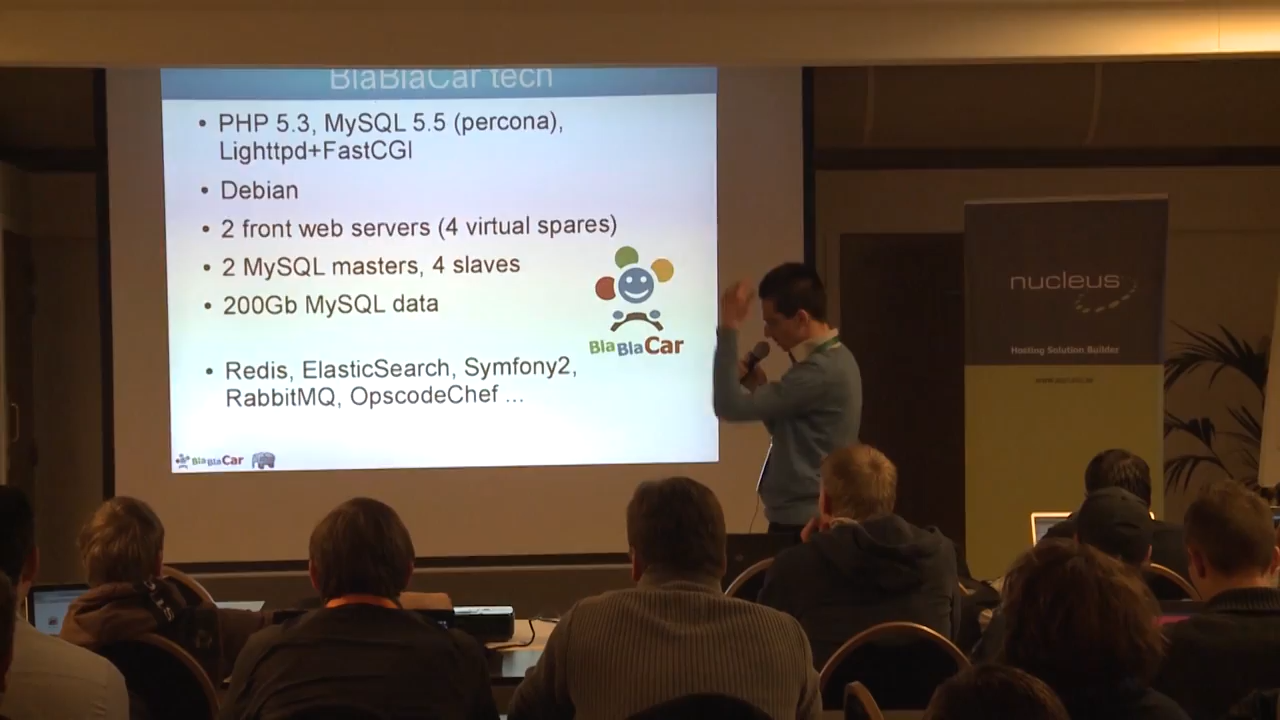 BlaBlaCar tech
• PHP 5.3, MySQL 5.5 (percona),
Lighttpd+FastCGI
• Debian
• 2 front web servers (4 virtual spares)
• 2 MySQL masters, 4 slaves
• 200Gb MySQL data
• Redis, ElasticSearch, Symfony2,
RabbitMQ, OpscodeChef ...
BlaBlaCar
BlaBlaCar
nucleus
Hosting Solution Builder